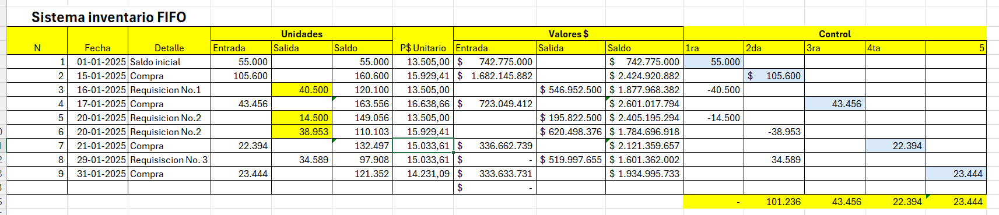 Sistema inventario FIFO
Unidades Valores $ Control
N Fecha Detalle Entrada Salida Saldo P$ Unitario Entrada Salida Saldo 1ra 2da 3ra 4ta 5
1 01-01-2025 Saldo inicial 55.000 55.000 13.505,00 $ 742.775.000 $ 742.775.000 55.000
2 15-01-2025 Compra 105.600 160.600 15.929,41 $ 1.682.145.882 $ 2.424.920.882 $ 105.600
3 16-01-2025 Requisicion No.1 40.500 120.100 13.505,00 $ 546.952.500 $ 1.877.968.382 -40.500
4 17-01-2025 Compra 43.456 163.556 16.638,66 $ 723.049.412 $ 2.601.017.794 43.456
5 20-01-2025 Requisicion No.2 14.500 149.056 13.505,00 $ 195.822.500 $ 2.405.195.294 -14.500
6 20-01-2025 Requisicion No.2 38.953 110.103 15.929,41 $ 620.498.376 $ 1.784.696.918 -38.953
7 21-01-2025 Compra 22.394 132.497 15.033,61 $ 336.662.739 $ 2.121.359.657 22.394
8 29-01-2025 Requisiscion No. 3 34.589 97.908 15.033,61 $ - $ 519.997.655 $ 1.601.362.002 34.589
9 31-01-2025 Compra 23.444 121.352 14.231,09 $ 333.633.731 $ 1.934.995.733 23.444
$ -
- 101.236 43.456 22.394 23.444